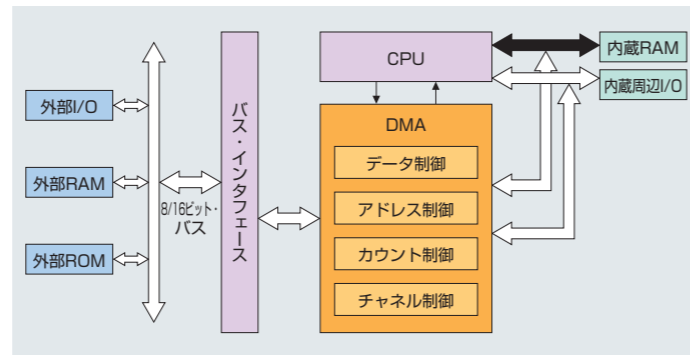 外部I/O
外部RAM
外部ROM
8/16ビット・
バス
バス・インタフェース
CPU
DMA
データ制御
アドレス制御
カウント制御
チャネル制御
内蔵RAM
内蔵周辺I/O